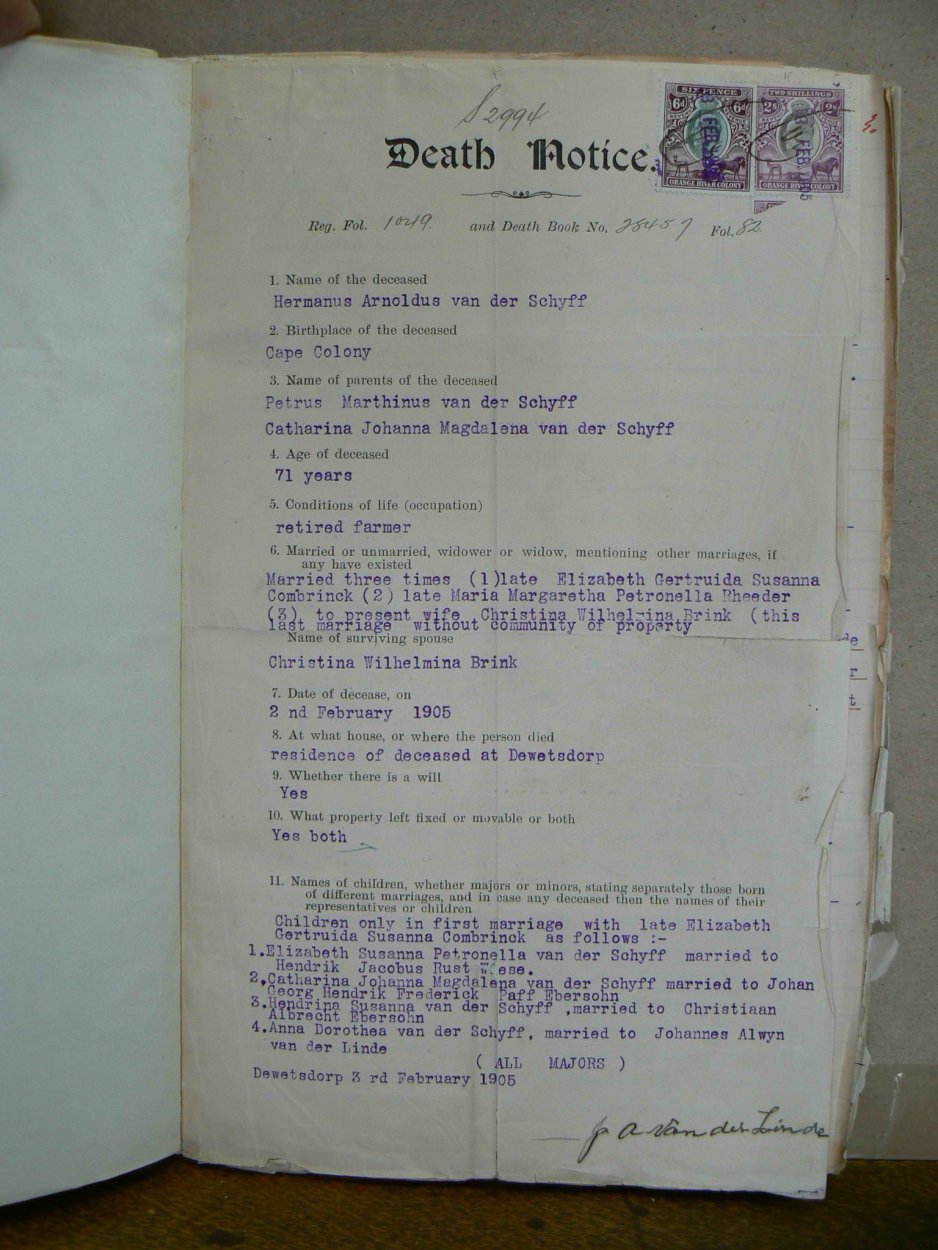 S2994
SIXPENCE
6d 6d
ORANGE RIVER COLONY
TWO SHILLINGS
2s 2s
ORANGE RIVER COLONY
FEB 1905
Death Notice.
Reg. Fol. 1049. and Death Book No. 28457 Fol. 82.
1. Name of the deceased
Hermanus Arnoldus van der Schyff
2. Birthplace of the deceased
Cape Colony
3. Name of parents of the deceased
Petrus Marthinus van der Schyff
Catharina Johanna Magdalena van der Schyff
4. Age of deceased
71 years
5. Conditions of life (occupation)
retired farmer
6. Married or unmarried, widower or widow, mentioning other marriages, if
any have existed
Married three times (1)late Elizabeth Gertruida Susanna
Combrinck (2) late Maria Margaretha Petronella Rheeder
(3) to present wife Christina Wilhelmina Brink (this
last marriage without community of property
Name of surviving spouse
Christina Wilhelmina Brink
7. Date of decease, on
2 nd February 1905
8. At what house, or where the person died
residence of deceased at Dewetsdorp
9. Whether there is a will
Yes
10. What property left fixed or movable or both
Yes both
11. Names of children, whether majors or minors, stating separately those born
of different marriages, and in case any deceased then the names of their
representatives or children
Children only in first marriage with late Elizabeth
Gertruida Susanna Combrinck as follows :-
1.Elizabeth Susanna Petronella van der Schyff married to
Hendrik Jacobus Rust Wiese.
2.Catharina Johanna Magdalena van der Schyff married to Johan
Georg Hendrik Frederick Paff Ebersohn
3.Hendrina Susanna van der Schyff ,married to Christiaan
Albrecht Ebersohn
4.Anna Dorothea van der Schyff, married to Johannes Alwyn
van der Linde
( ALL MAJORS )
Dewetsdorp 3 rd February 1905
J A van der Linde